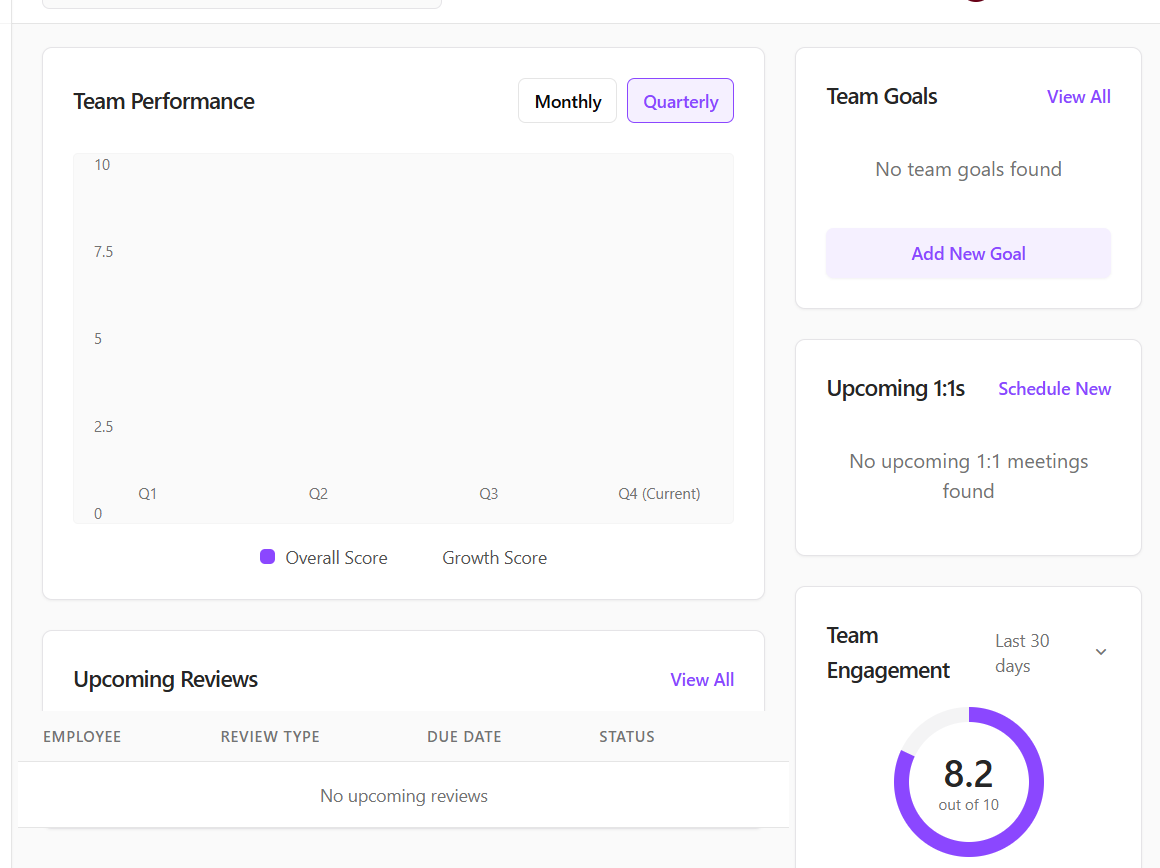 Team Performance
Monthly
Quarterly
10
7.5
5
2.5
0
Q1
Q2
Q3
Q4 (Current)
Overall Score
Growth Score
Upcoming Reviews
View All
EMPLOYEE
REVIEW TYPE
DUE DATE
STATUS
No upcoming reviews
Team Goals
View All
No team goals found
Add New Goal
Upcoming 1:1s
Schedule New
No upcoming 1:1 meetings
found
Team
Engagement
Last 30
days
8.2
out of 10